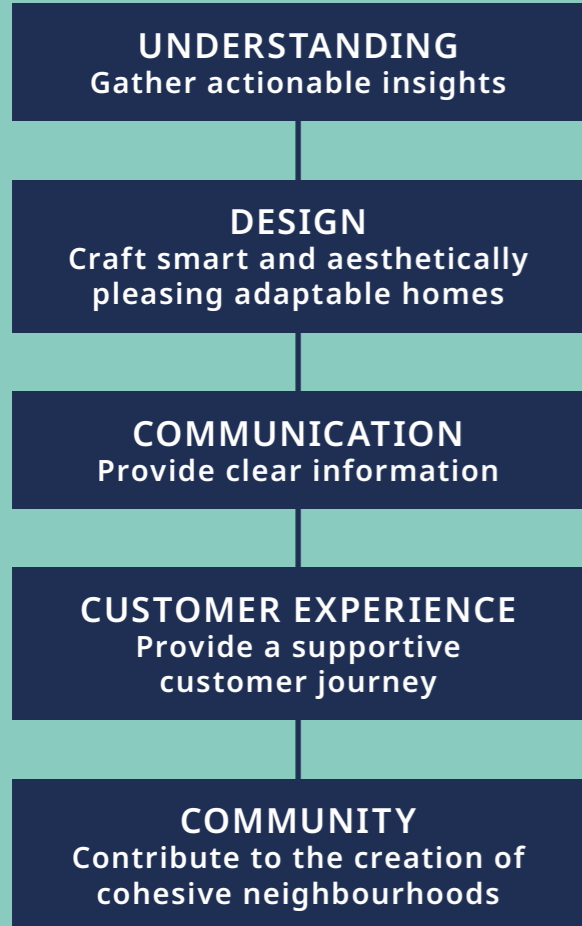 UNDERSTANDING
Gather actionable insights
DESIGN
Craft smart and aesthetically
pleasing adaptable homes
COMMUNICATION
Provide clear information
CUSTOMER EXPERIENCE
Provide a supportive
customer journey
COMMUNITY
Contribute to the creation of
cohesive neighbourhoods